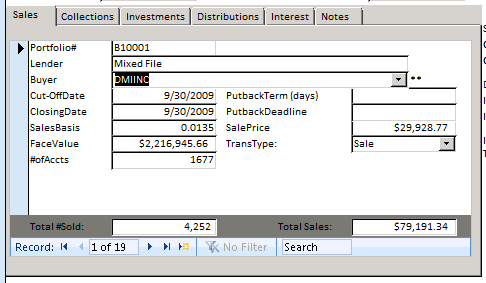 Sales Collections Investments Distributions Interest Notes
Portfolio# B10001
Lender Mixed File
Buyer DMIINC **
Cut-OffDate 9/30/2009 PutbackTerm (days)
ClosingDate 9/30/2009 PutbackDeadline
SalesBasis 0.0135 SalePrice $29,928.77
FaceValue $2,216,945.66 TransType: Sale
#ofAccts 1677
Total #Sold: 4,252 Total Sales: $79,191.34
Record: 1 of 19 No Filter Search